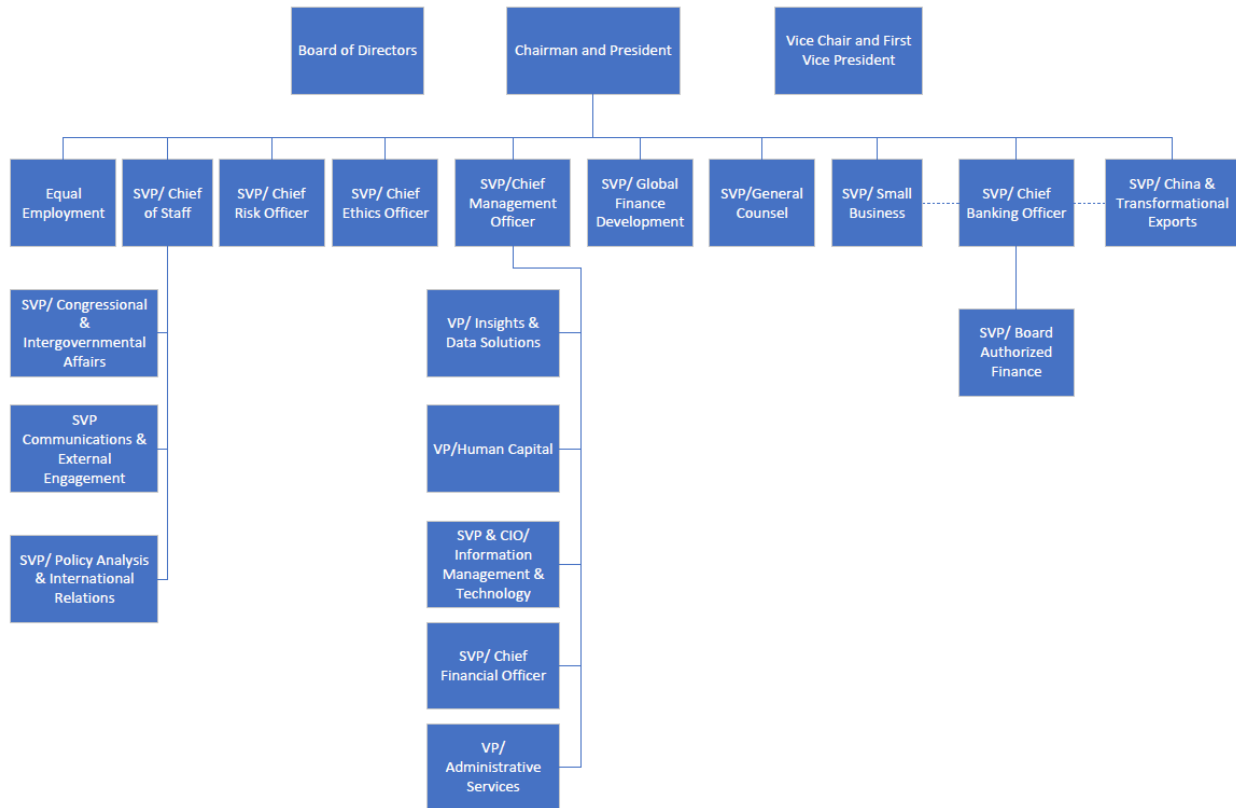 Board of Directors
Chairman and President
Vice Chair and First
Vice President
Equal
Employment
SVP/ Chief
of Staff
SVP/ Chief
Risk Officer
SVP/ Chief
Ethics Officer
SVP/Chief
Management
Officer
SVP/ Global
Finance
Development
SVP/General
Counsel
SVP/ Small
Business
SVP/ Chief
Banking Officer
SVP/ China &
Transformational
Exports
SVP/ Congressional
&
Intergovernmental
Affairs
SVP
Communications &
External
Engagement
SVP/ Policy Analysis
& International
Relations
VP/ Insights &
Data Solutions
VP/Human Capital
SVP & CIO/
Information
Management &
Technology
SVP/ Chief
Financial Officer
VP/
Administrative
Services
SVP/ Board
Authorized
Finance